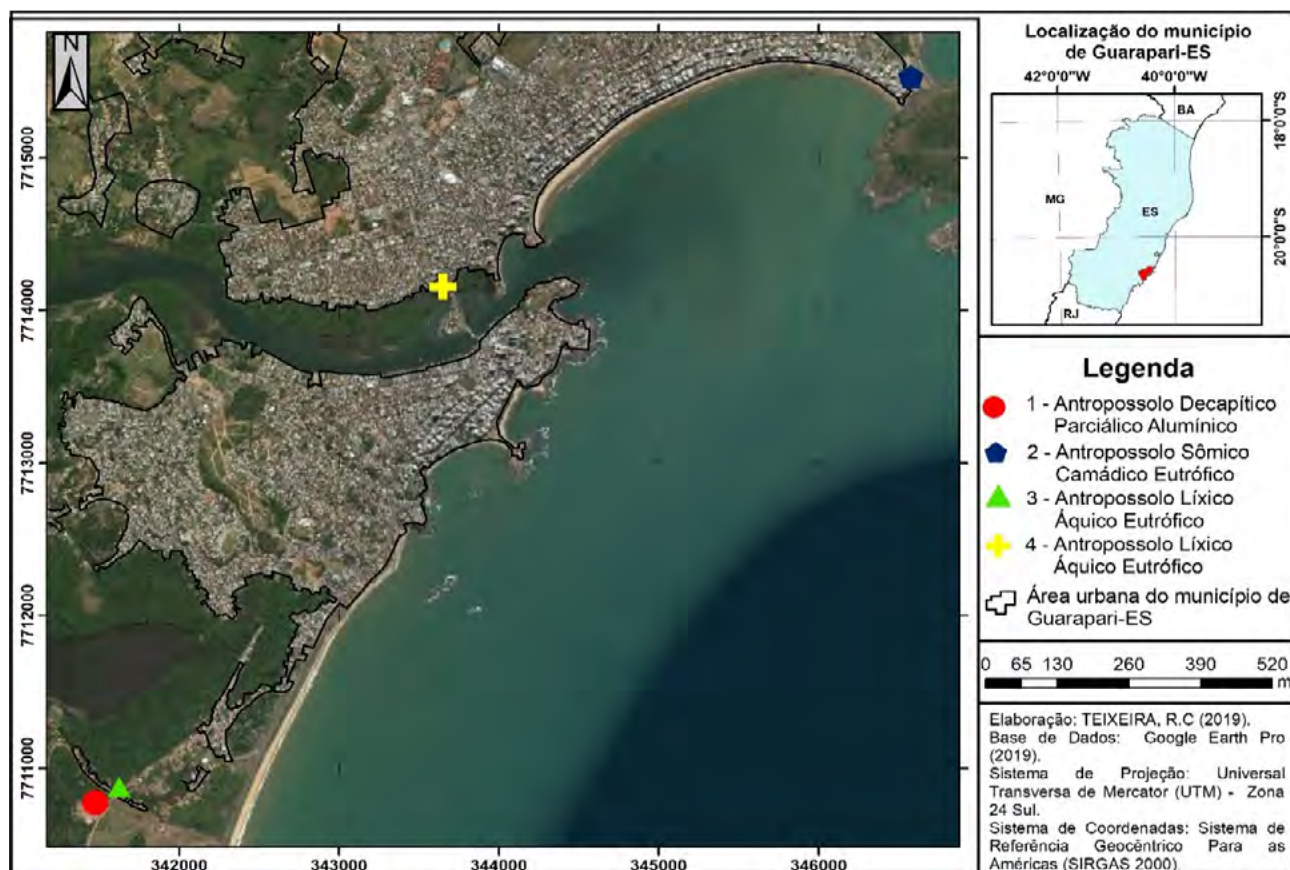 N
7715000
7714000
7713000
7712000
7711000
342000
343000
344000
345000
346000
Localização do município
de Guarapari-ES
42°0'0"W
40°0'0"W
18°0'0"S
20°0'0"S
BA
MG
ES
RJ
Legenda
1 - Antropossolo Decapítico
Parciálico Alumínico
2 - Antropossolo Sômico
Camádico Eutrófico
3 - Antropossolo Líxico
Áquico Eutrófico
4 - Antropossolo Líxico
Áquico Eutrófico
Área urbana do município de
Guarapari-ES
0 65 130 260 390 520
m
Elaboração: TEIXEIRA, R.C (2019).
Base de Dados: Google Earth Pro
(2019).
Sistema de Projeção: Universal
Transversa de Mercator (UTM) - Zona
24 Sul.
Sistema de Coordenadas: Sistema de
Referência Geocêntrico Para as
Américas (SIRGAS 2000).